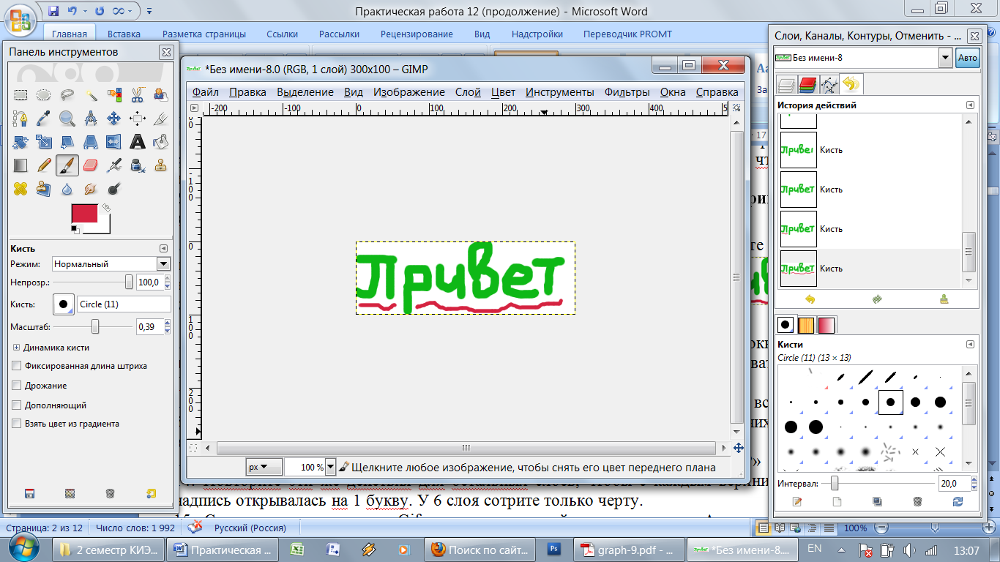 Практическая работа 12 (продолжение) - Microsoft Word
Главная Вставка Разметка страницы Ссылки Рассылки Рецензирование Вид Надстройки Переводчик PROMT
Панель инструментов
Кисть
Режим: Нормальный
Непрозр.: 100,0
Кисть: Circle (11)
Масштаб: 0,39
Динамика кисти
Фиксированная длина штриха
Дрожание
Дополняющий
Взять цвет из градиента
*Без имени-8.0 (RGB, 1 слой) 300x100 – GIMP
Файл Правка Выделение Вид Изображение Слой Цвет Инструменты Фильтры Окна Справка
-200 -100 0 100 200 300 400 5
0
-100
0
100
200
Привет
px 100 % Щелкните любое изображение, чтобы снять его цвет переднего плана
Слои, Каналы, Контуры, Отменить - ...
Без имени-8 Авто
История действий
Кисть
Кисть
Кисть
Кисть
Кисти
Circle (11) (13 × 13)
Интервал: 20,0
надпись открывалась на 1 букву. У 6 слоя сотрите только черту.
Страница: 2 из 12 Число слов: 1 992 Русский (Россия) 100%
2 семестр КИЭ... Практическая ... Поиск по сайт... graph-9.pdf - ... *Без имени-8.... EN 13:07